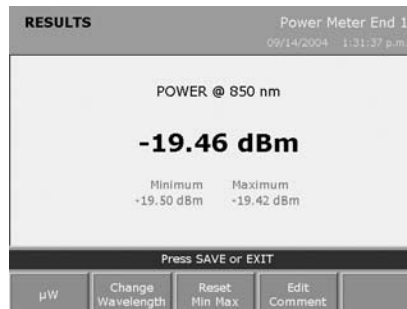 RESULTS
Power Meter End 1
09/14/2004 1:31:37 p.m.
POWER @ 850 nm
-19.46 dBm
Minimum Maximum
-19.50 dBm -19.42 dBm
Press SAVE or EXIT
µW
Change Wavelength
Reset Min Max
Edit Comment